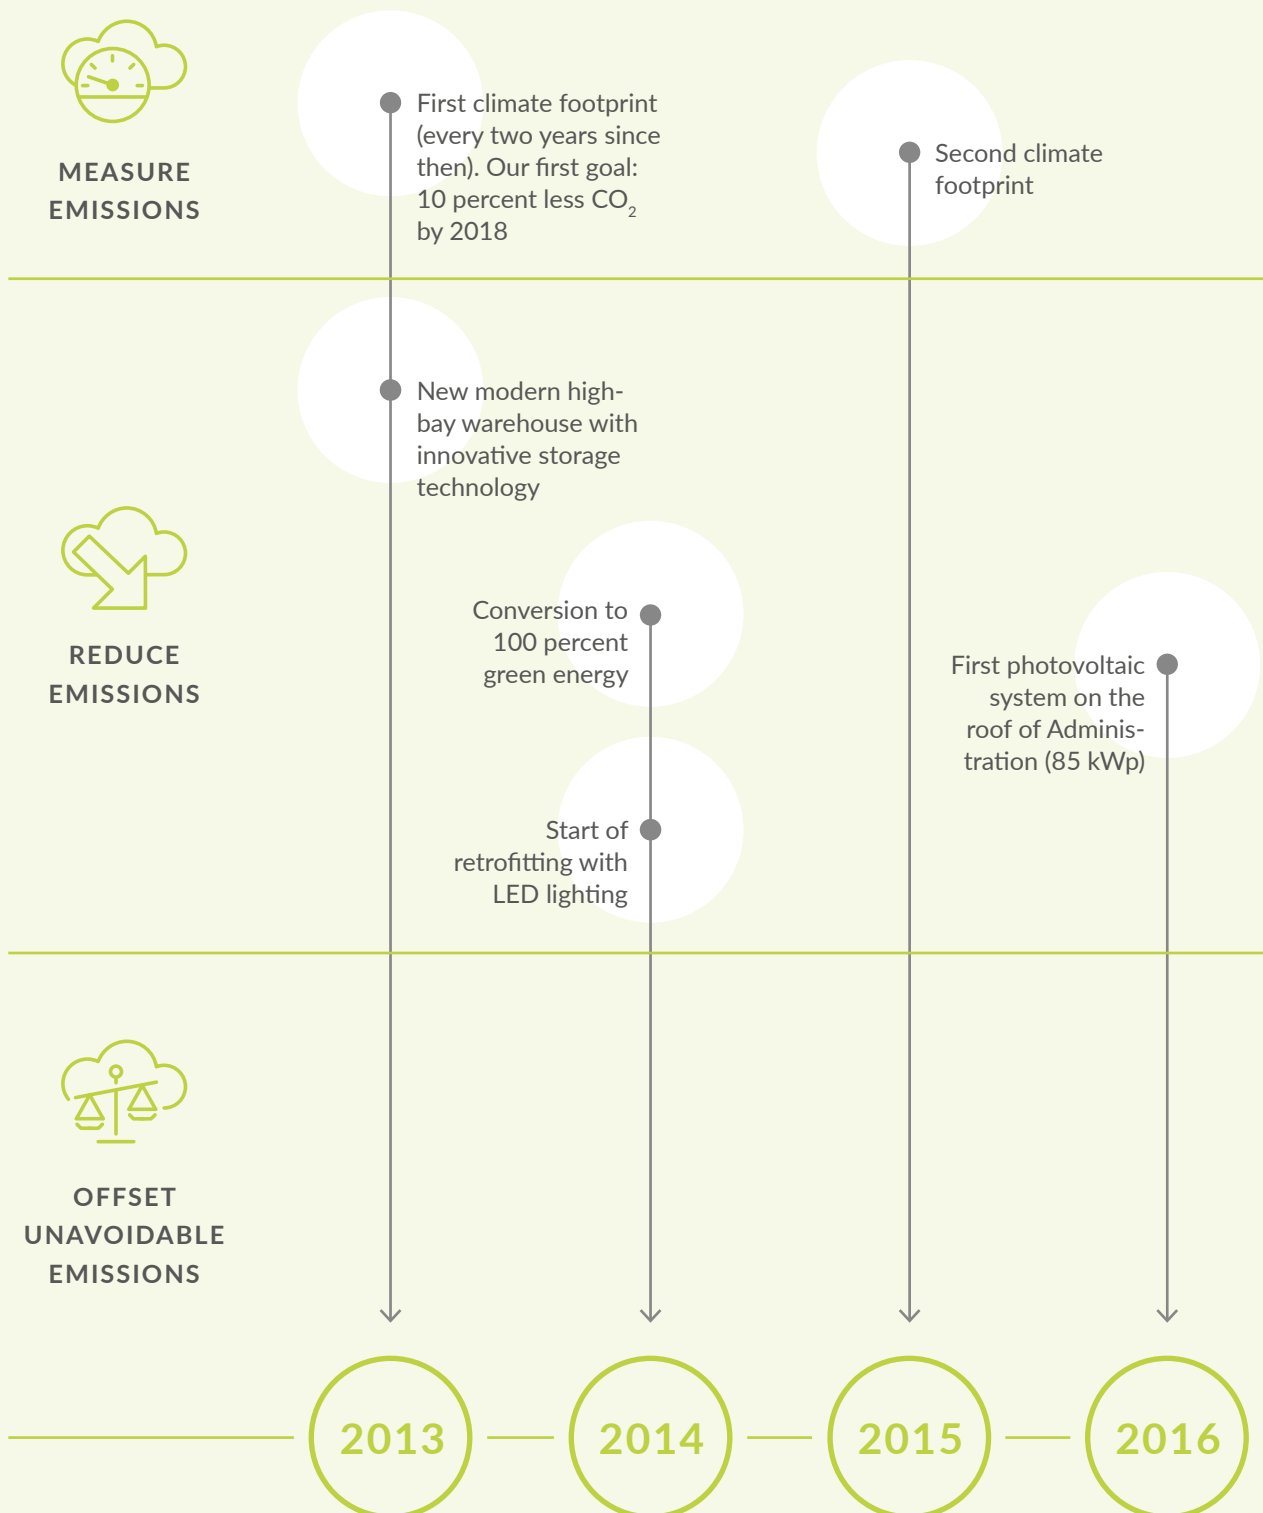 MEASURE
EMISSIONS
First climate footprint
(every two years since
then). Our first goal:
10 percent less CO₂
by 2018
Second climate
footprint
REDUCE
EMISSIONS
New modern high-
bay warehouse with
innovative storage
technology
Conversion to
100 percent
green energy
Start of
retrofitting with
LED lighting
First photovoltaic
system on the
roof of Adminis-
tration (85 kWp)
OFFSET
UNAVOIDABLE
EMISSIONS
2013
2014
2015
2016